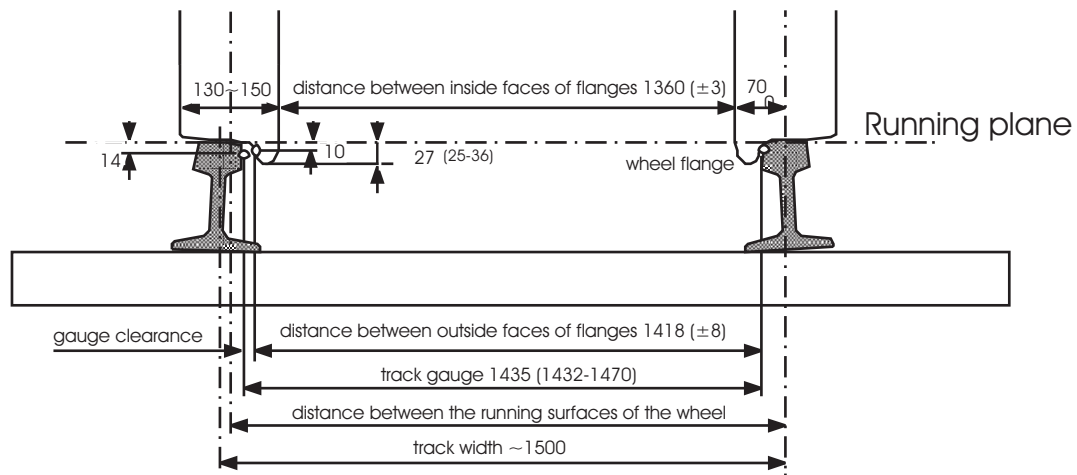 130~150
distance between inside faces of flanges 1360 (±3)
70
0
Running plane
14
10
27 (25-36)
wheel flange
gauge clearance
distance between outside faces of flanges 1418 (±8)
track gauge 1435 (1432-1470)
distance between the running surfaces of the wheel
track width ~1500